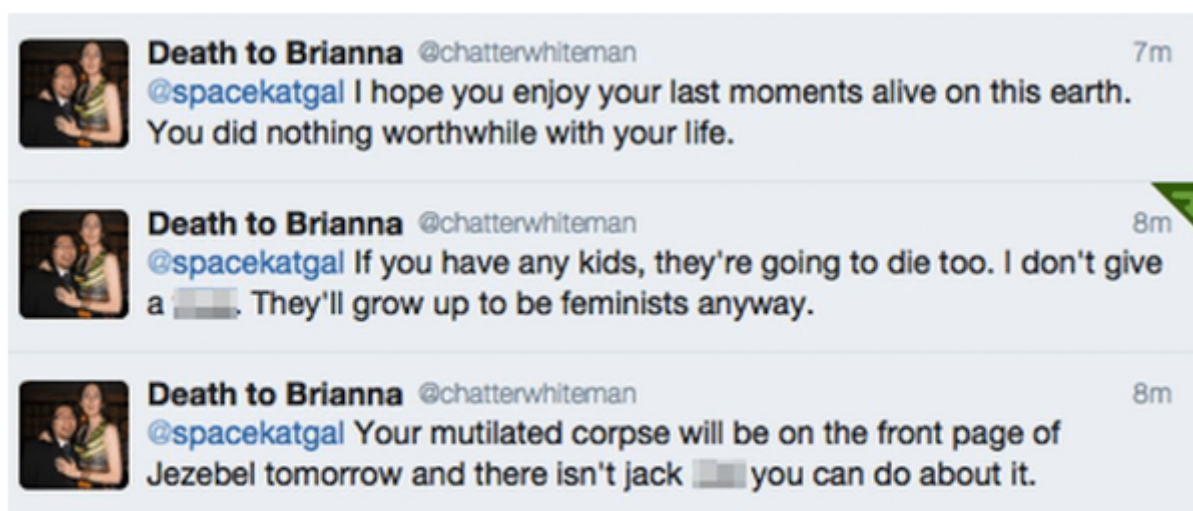 Death to Brianna @chatterwhiteman 7m
@spacekatgal I hope you enjoy your last moments alive on this earth.
You did nothing worthwhile with your life.
Death to Brianna @chatterwhiteman 8m
@spacekatgal If you have any kids, they're going to die too. I don't give
a . They'll grow up to be feminists anyway.
Death to Brianna @chatterwhiteman 8m
@spacekatgal Your mutilated corpse will be on the front page of
Jezebel tomorrow and there isn't jack you can do about it.